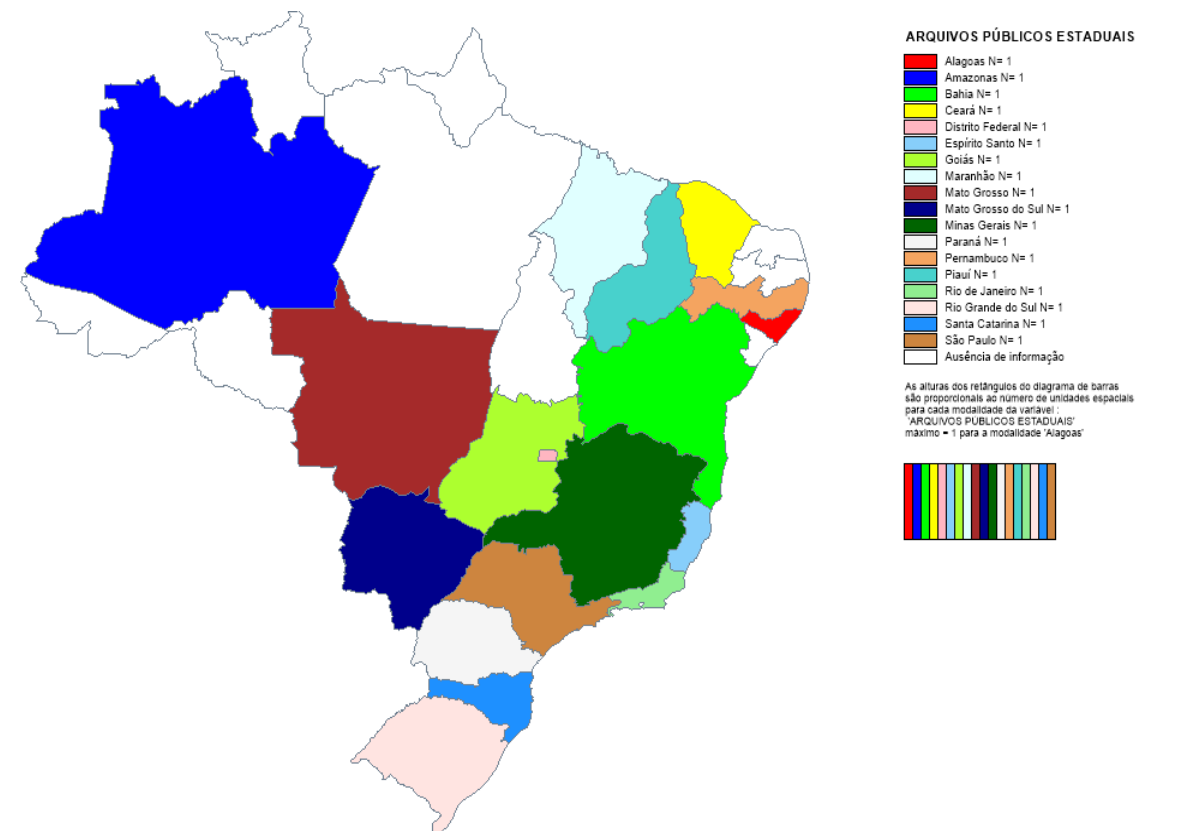 ARQUIVOS PÚBLICOS ESTADUAIS
Alagoas N= 1
Amazonas N= 1
Bahia N= 1
Ceará N= 1
Distrito Federal N= 1
Espírito Santo N= 1
Goiás N= 1
Maranhão N= 1
Mato Grosso N= 1
Mato Grosso do Sul N= 1
Minas Gerais N= 1
Paraná N= 1
Pernambuco N= 1
Piauí N= 1
Rio de Janeiro N= 1
Rio Grande do Sul N= 1
Santa Catarina N= 1
São Paulo N= 1
Ausência de informação
As alturas dos retângulos do diagrama de barras
são proporcionais ao número de unidades espaciais
para cada modalidade da variável :
'ARQUIVOS PÚBLICOS ESTADUAIS'
máximo = 1 para a modalidade 'Alagoas'